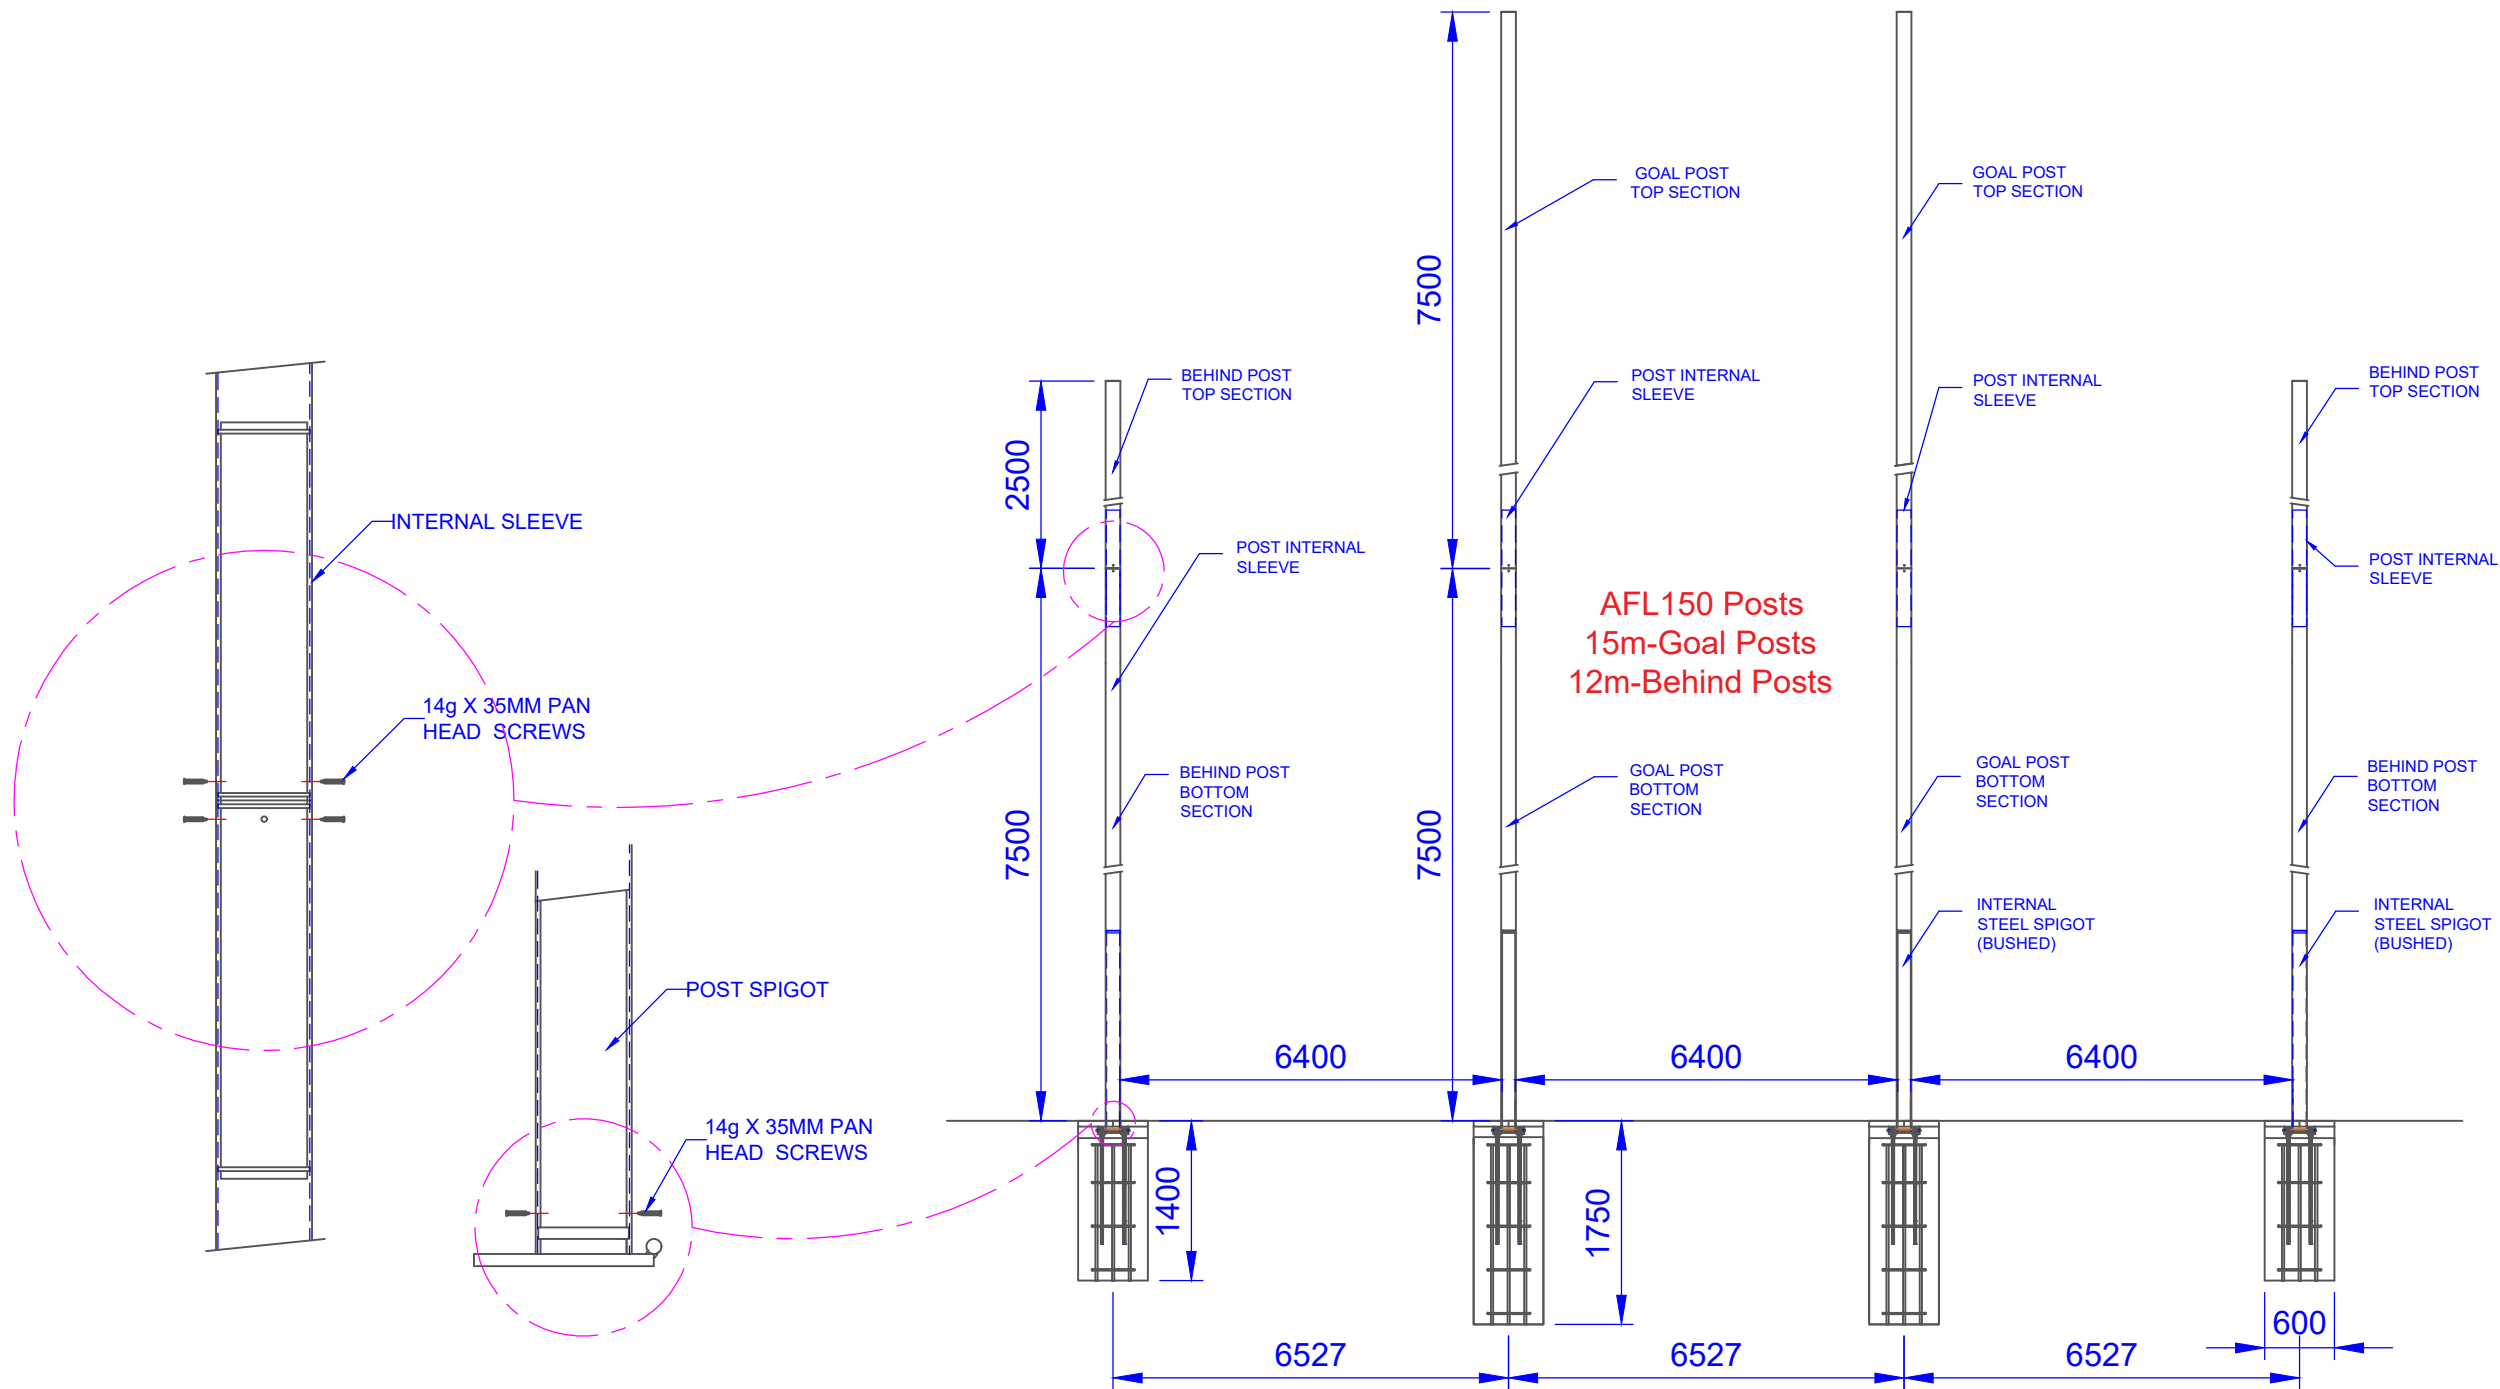 7500
GOAL POST
TOP SECTION
GOAL POST
TOP SECTION
BEHIND POST
TOP SECTION
2500
POST INTERNAL
SLEEVE
POST INTERNAL
SLEEVE
BEHIND POST
TOP SECTION
INTERNAL SLEEVE
POST INTERNAL
SLEEVE
POST INTERNAL
SLEEVE
AFL150 Posts
15m-Goal Posts
12m-Behind Posts
14g X 35MM PAN
HEAD SCREWS
7500
BEHIND POST
BOTTOM
SECTION
7500
GOAL POST
BOTTOM
SECTION
GOAL POST
BOTTOM
SECTION
BEHIND POST
BOTTOM
SECTION
INTERNAL
STEEL SPIGOT
(BUSHED)
INTERNAL
STEEL SPIGOT
(BUSHED)
POST SPIGOT
6400
6400
6400
14g X 35MM PAN
HEAD SCREWS
1400
1750
600
6527
6527
6527